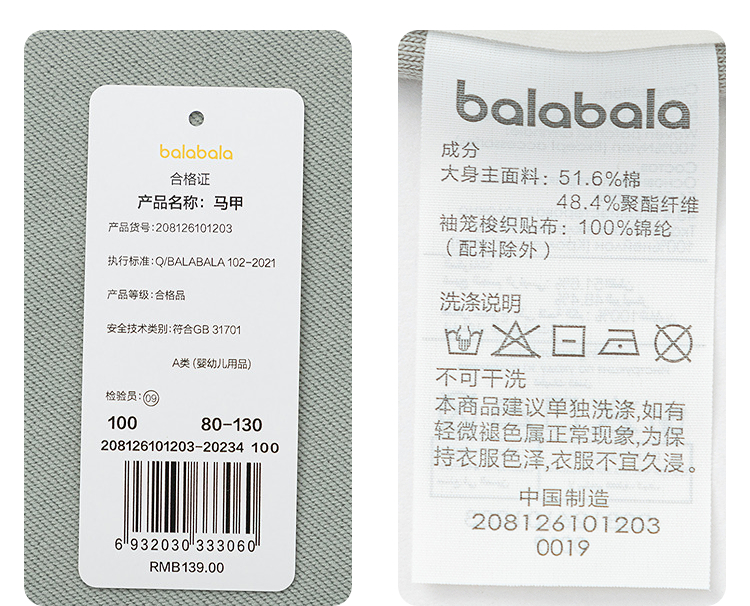 balabala
合格证
产品名称：马甲
产品货号:208126101203
执行标准:Q/BALABALA 102-2021
产品等级:合格品
安全技术类别:符合GB 31701
A类 (婴幼儿用品)
检验员:09
100 80-130
208126101203-20234 100
6 932030 333060
RMB139.00
balabala
成分
大身主面料：51.6%棉
48.4%聚酯纤维
袖笼梭织贴布：100%锦纶
（配料除外）
洗涤说明
不可干洗
本商品建议单独洗涤,如有
轻微褪色属正常现象,为保
持衣服色泽,衣服不宜久浸。
中国制造
208126101203
0019